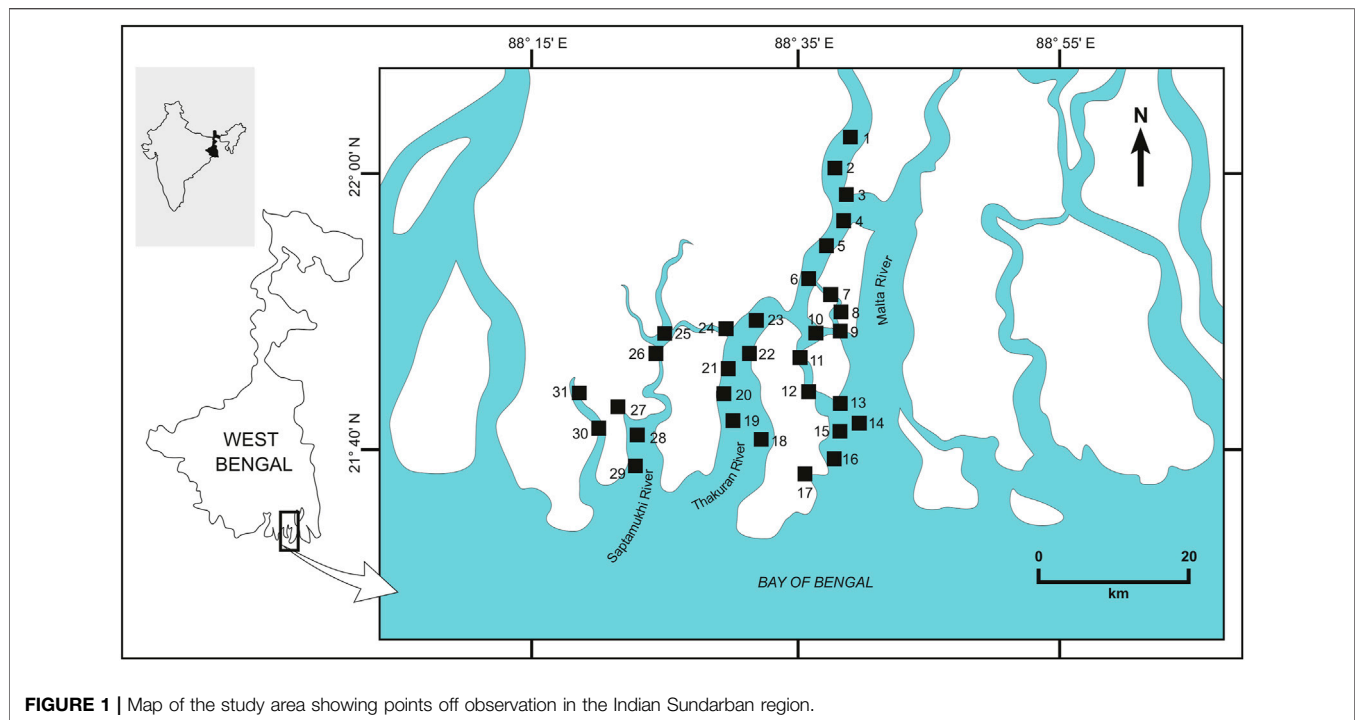 88° 15' E
88° 35' E
88° 55' E
N
22° 00' N
21° 40' N
1
2
3
4
5
6
7
8
9
10
11
12
13
14
15
16
17
18
19
20
21
22
23
24
25
26
27
28
29
30
31
Malta River
Thakuran River
Saptamukhi River
WEST
BENGAL
BAY OF BENGAL
0
20
km
FIGURE 1 | Map of the study area showing points off observation in the Indian Sundarban region.